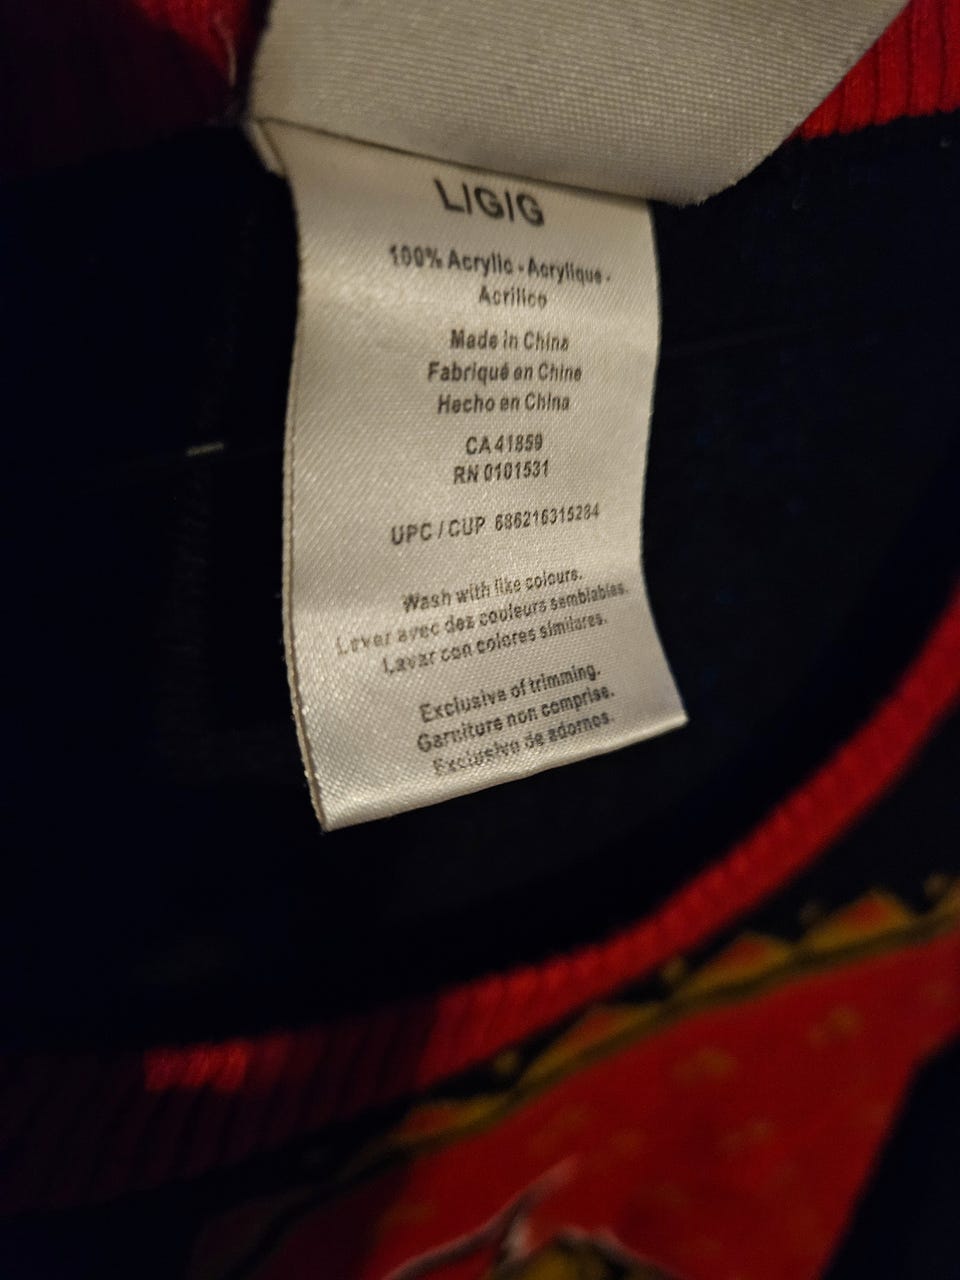 L/G/G
100% Acrylic - Acrylique -
Acrilico
Made in China
Fabriqué en Chine
Hecho en China
CA 41859
RN 0101531
UPC / CUP 686216315284
Wash with like colours.
Laver avec des couleurs semblables.
Lavar con colores similares.
Exclusive of trimming.
Garniture non comprise.
Exclusivo de adornos.